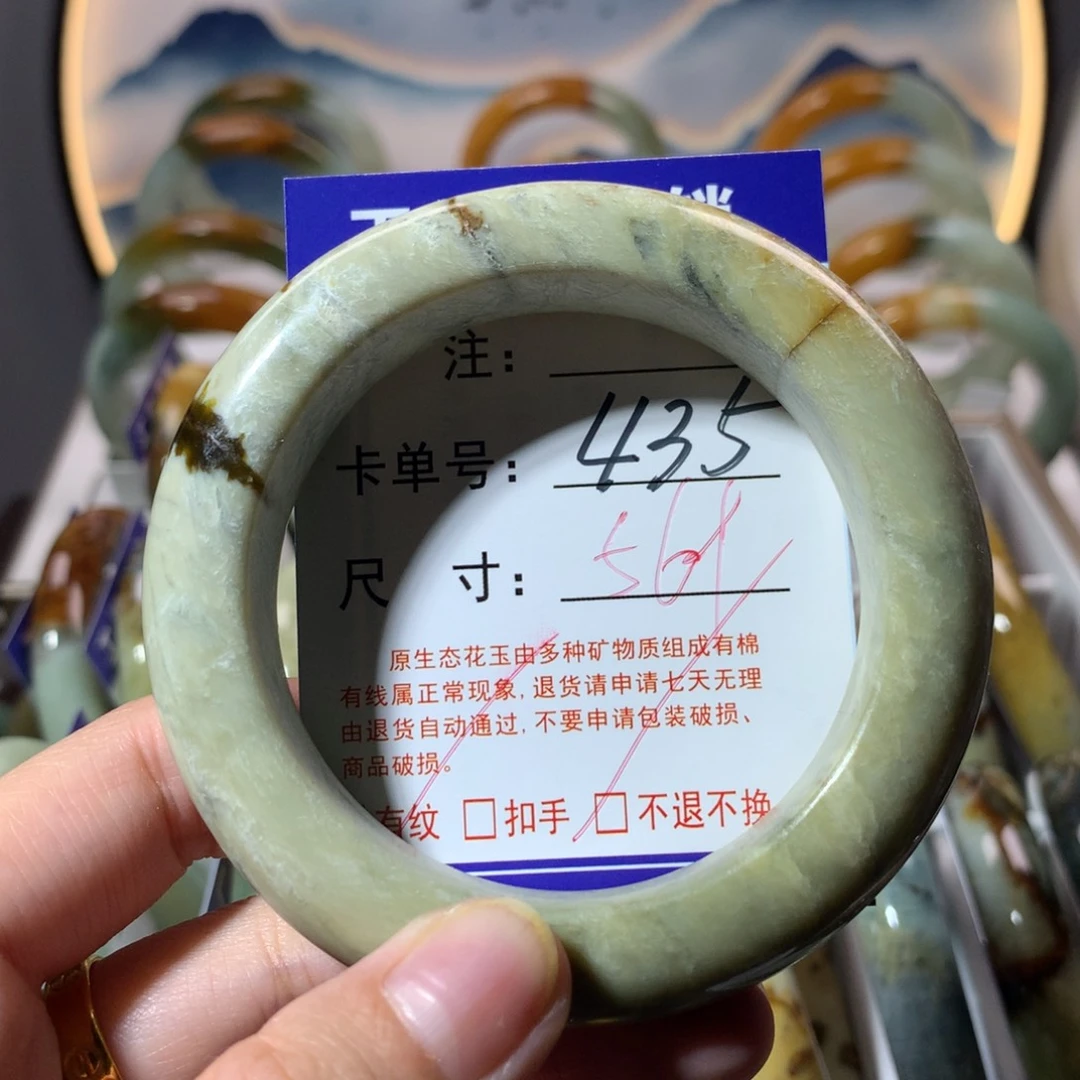 注：
卡单号： 435
尺 寸： 56
原生态花玉由多种矿物质组成有棉
有线属正常现象, 退货请申请七天无理
由退货自动通过, 不要申请包装破损、
商品破损。
有纹 □扣手 □不退不换